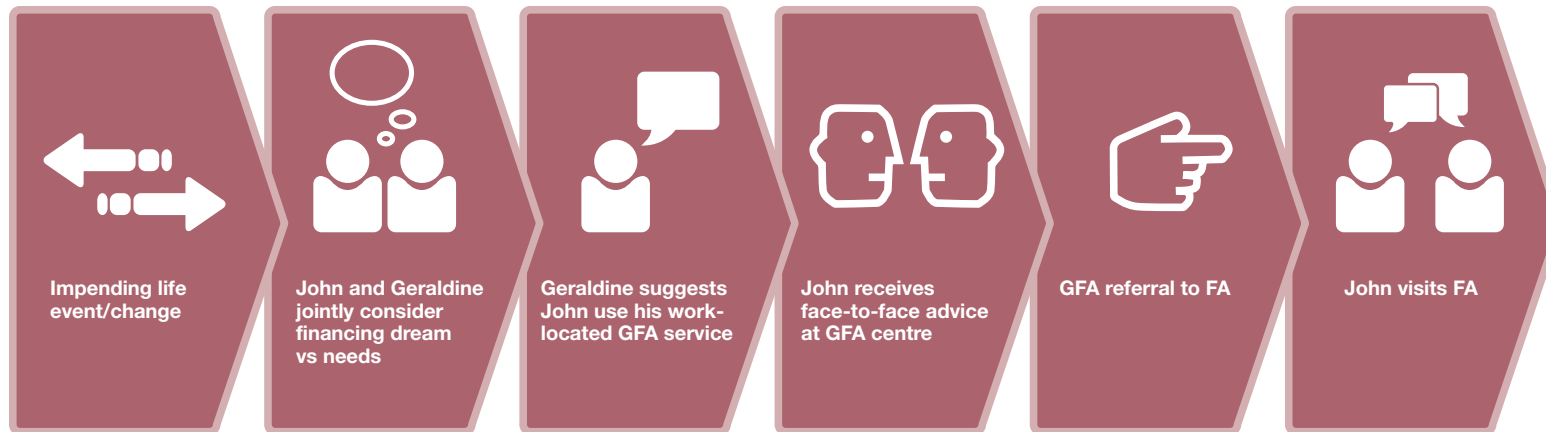 Impending life
event/change
John and Geraldine
jointly consider
financing dream
vs needs
Geraldine suggests
John use his work-
located GFA service
John receives
face-to-face advice
at GFA centre
GFA referral to FA
John visits FA